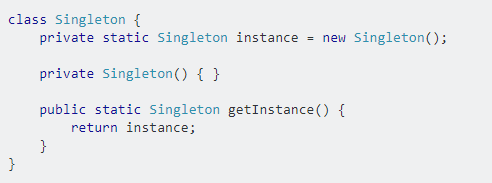 class Singleton {
    private static Singleton instance = new Singleton();

    private Singleton() { }

    public static Singleton getInstance() {
        return instance;
    }
}